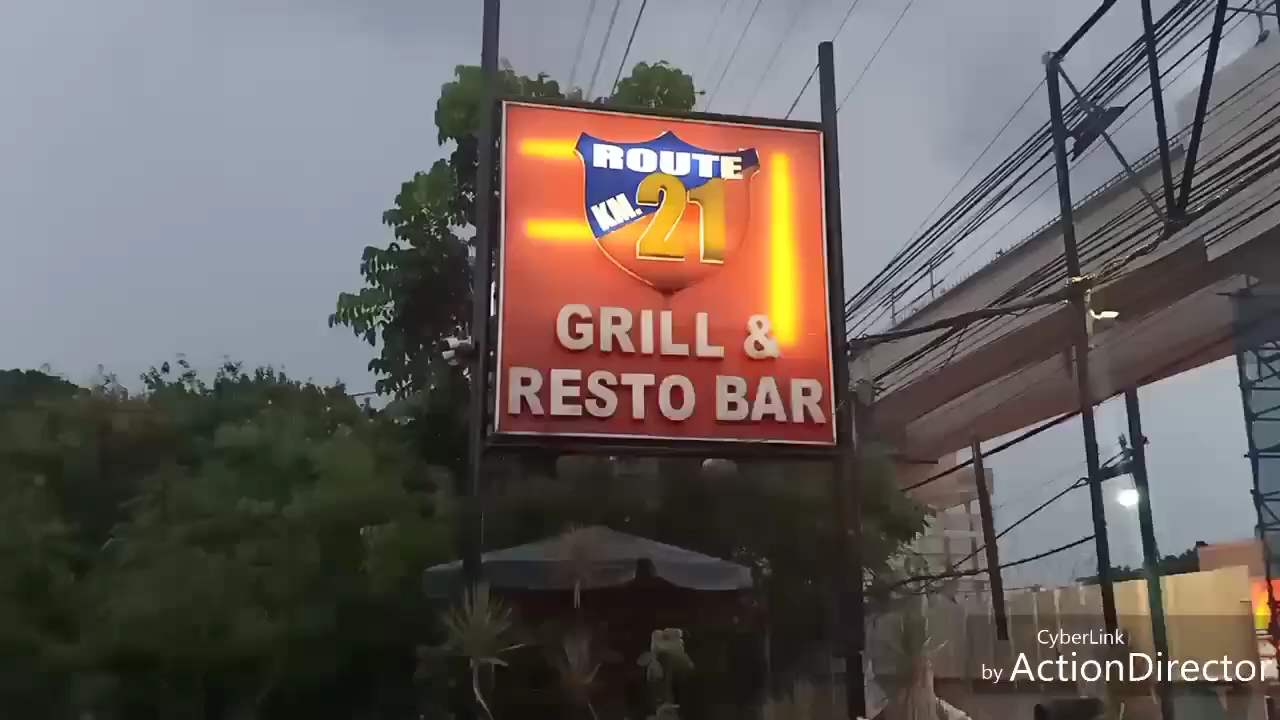 ROUTE
KM. 21
GRILL &
RESTO BAR
CyberLink
by ActionDirector